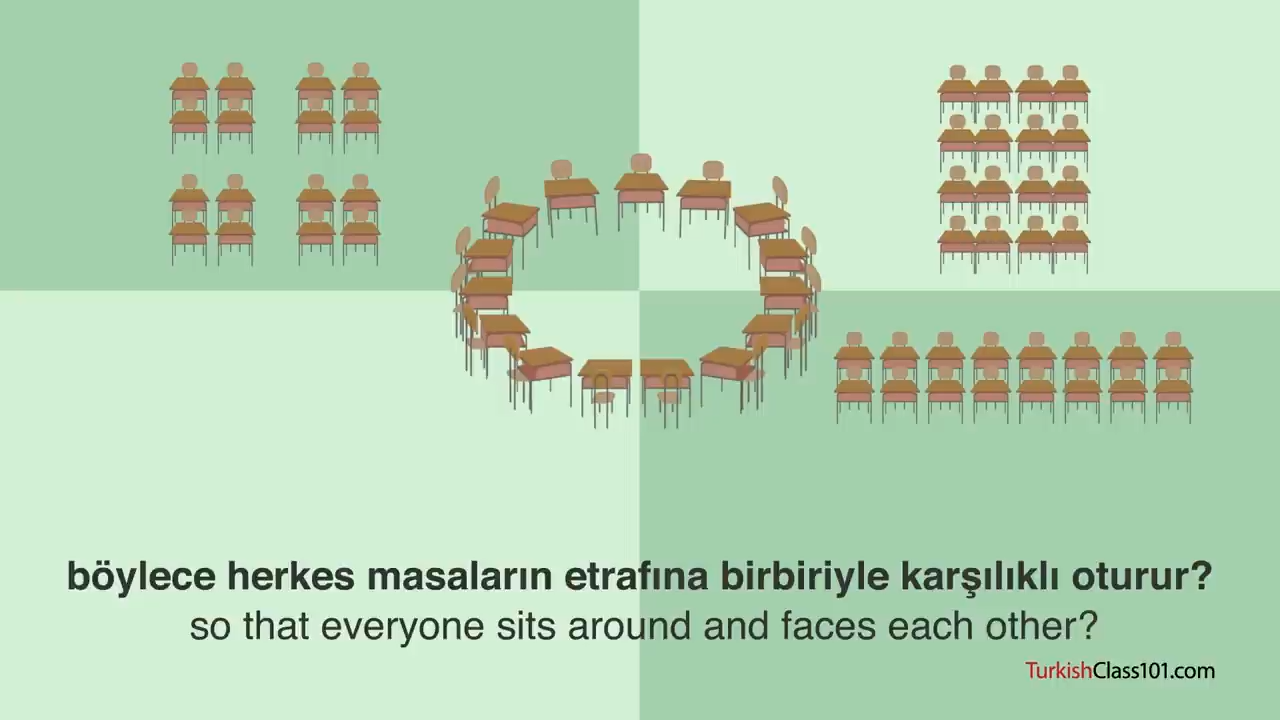 böylece herkes masaların etrafına birbiriyle karşılıklı oturur?
so that everyone sits around and faces each other?
TurkishClass101.com